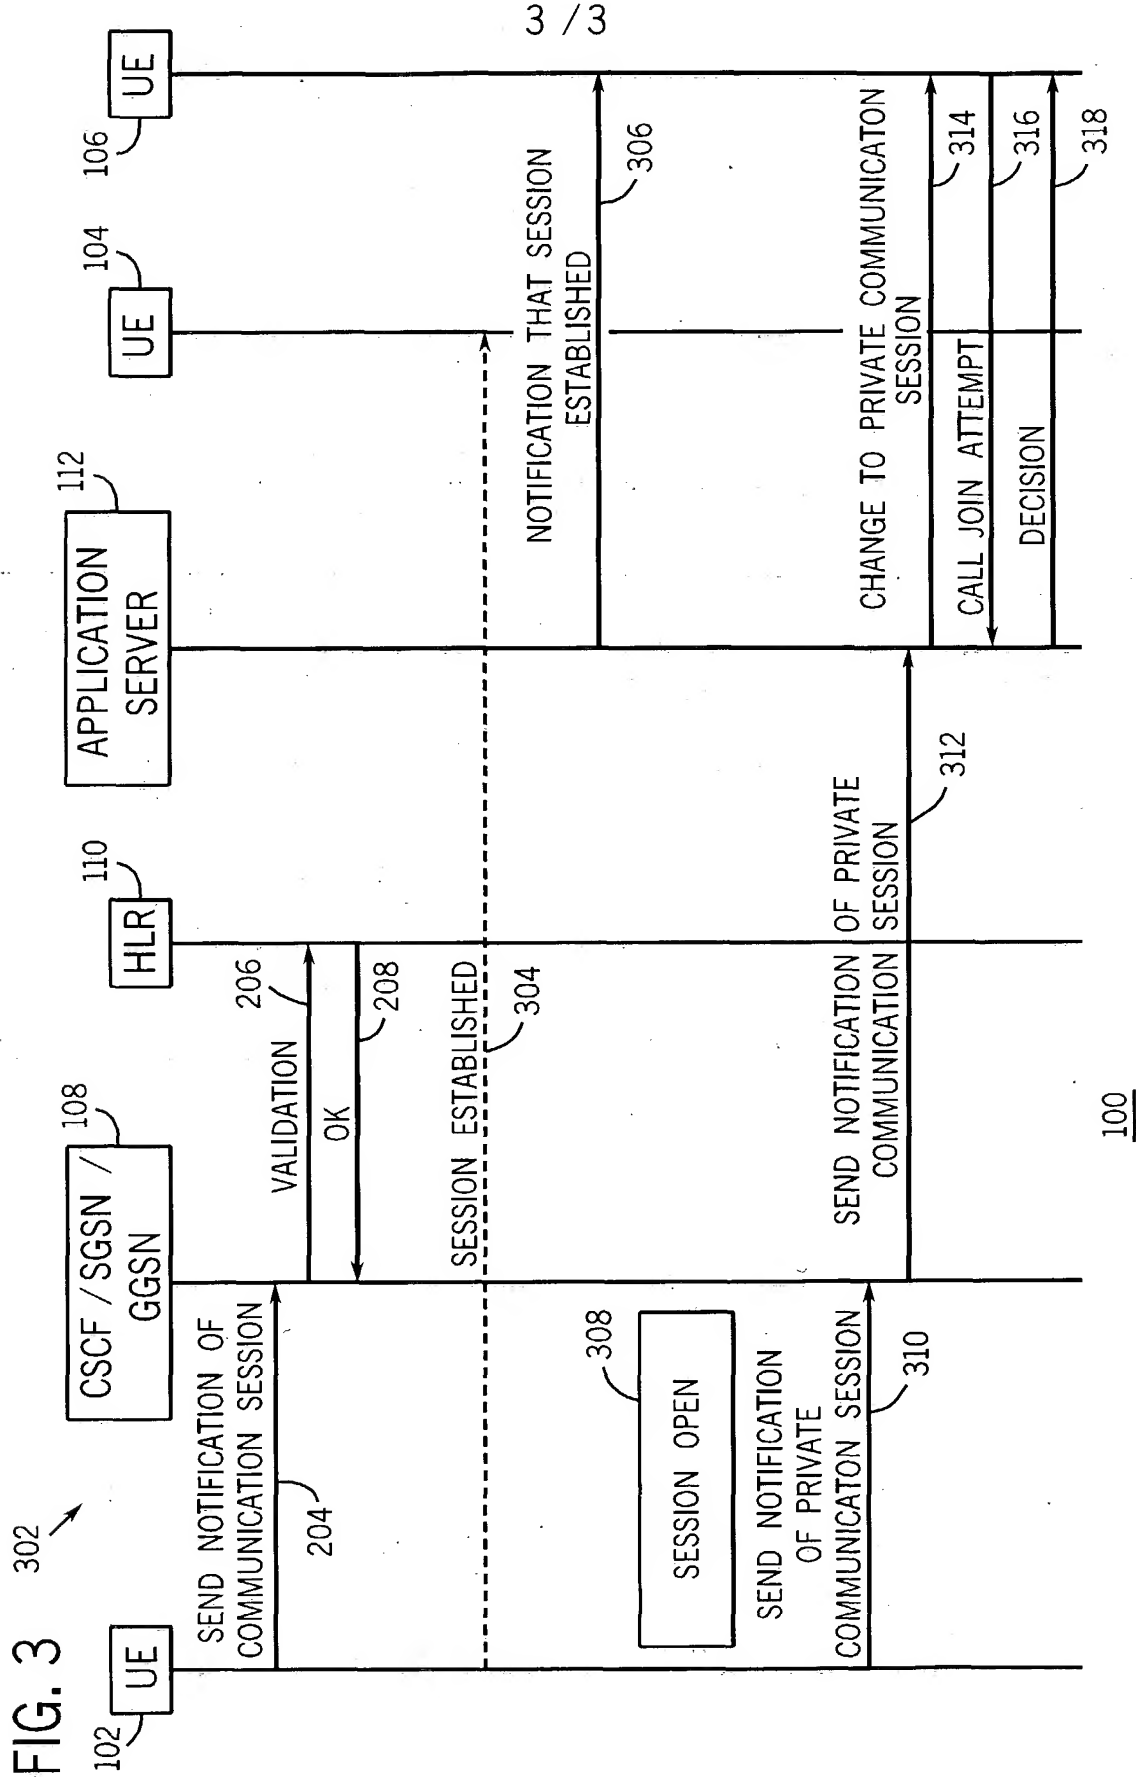 3 / 3
FIG. 3
302
102
UE
108
CSCF / SGSN /
GGSN
110
HLR
112
APPLICATION
SERVER
104
UE
106
UE
SEND NOTIFICATION OF
COMMUNICATION SESSION
204
VALIDATION
206
OK
208
SESSION ESTABLISHED
304
NOTIFICATION THAT SESSION
ESTABLISHED
306
SESSION OPEN
308
SEND NOTIFICATION
OF PRIVATE
COMMUNICATON SESSION
310
SEND NOTIFICATION OF PRIVATE
COMMUNICATION SESSION
312
CHANGE TO PRIVATE COMMUNICATON
SESSION
314
CALL JOIN ATTEMPT
316
DECISION
318
100